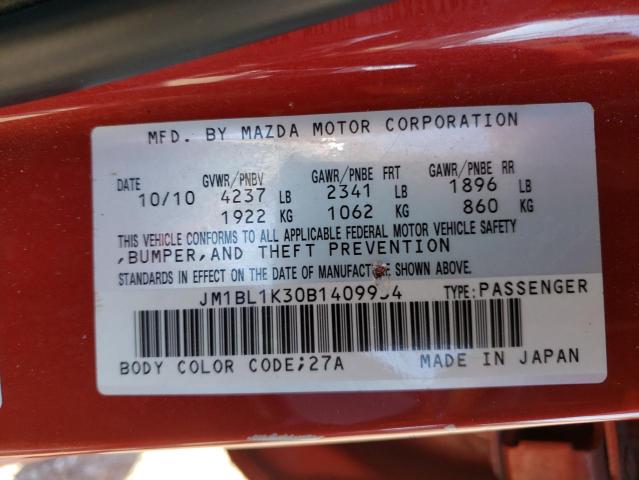 MFD. BY MAZDA MOTOR CORPORATION
DATE GVWR/PNBV GAWR/PNBE FRT GAWR/PNBE RR
10/10 4237 LB 2341 LB 1896 LB
1922 KG 1062 KG 860 KG
THIS VEHICLE CONFORMS TO ALL APPLICABLE FEDERAL MOTOR VEHICLE SAFETY
,BUMPER,AND THEFT PREVENTION
STANDARDS IN EFFECT ON THE DATE OF MANUFACTURE SHOWN ABOVE.
TYPE:PASSENGER
BODY COLOR CODE;27A MADE IN JAPAN